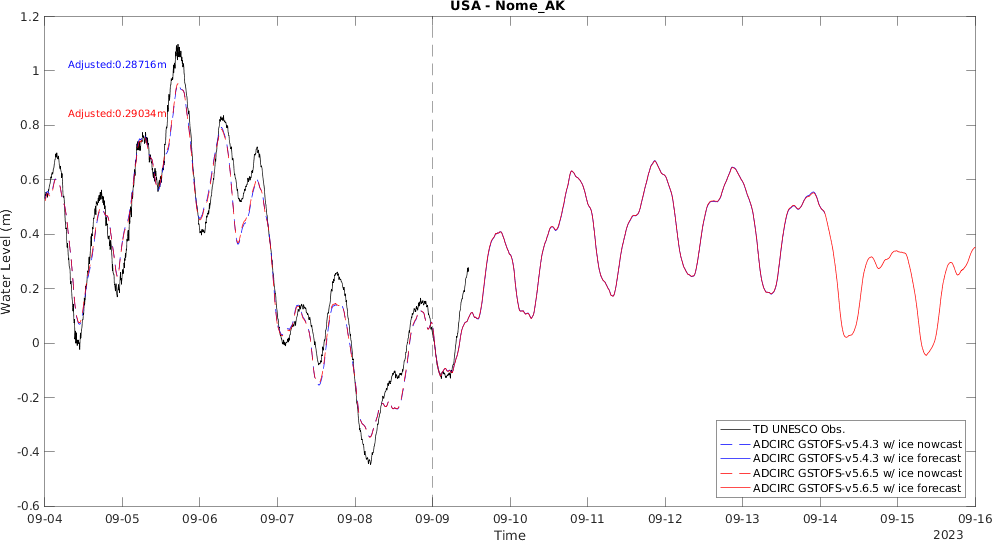 USA - Nome_AK
1.2
1
0.8
0.6
0.4
0.2
0
-0.2
-0.4
-0.6
Water Level (m)
Adjusted:0.28716m
Adjusted:0.29034m
TD UNESCO Obs.
ADCIRC GSTOFS-v5.4.3 w/ ice nowcast
ADCIRC GSTOFS-v5.4.3 w/ ice forecast
ADCIRC GSTOFS-v5.6.5 w/ ice nowcast
ADCIRC GSTOFS-v5.6.5 w/ ice forecast
09-04 09-05 09-06 09-07 09-08 09-09 09-10 09-11 09-12 09-13 09-14 09-15 09-16
Time
2023